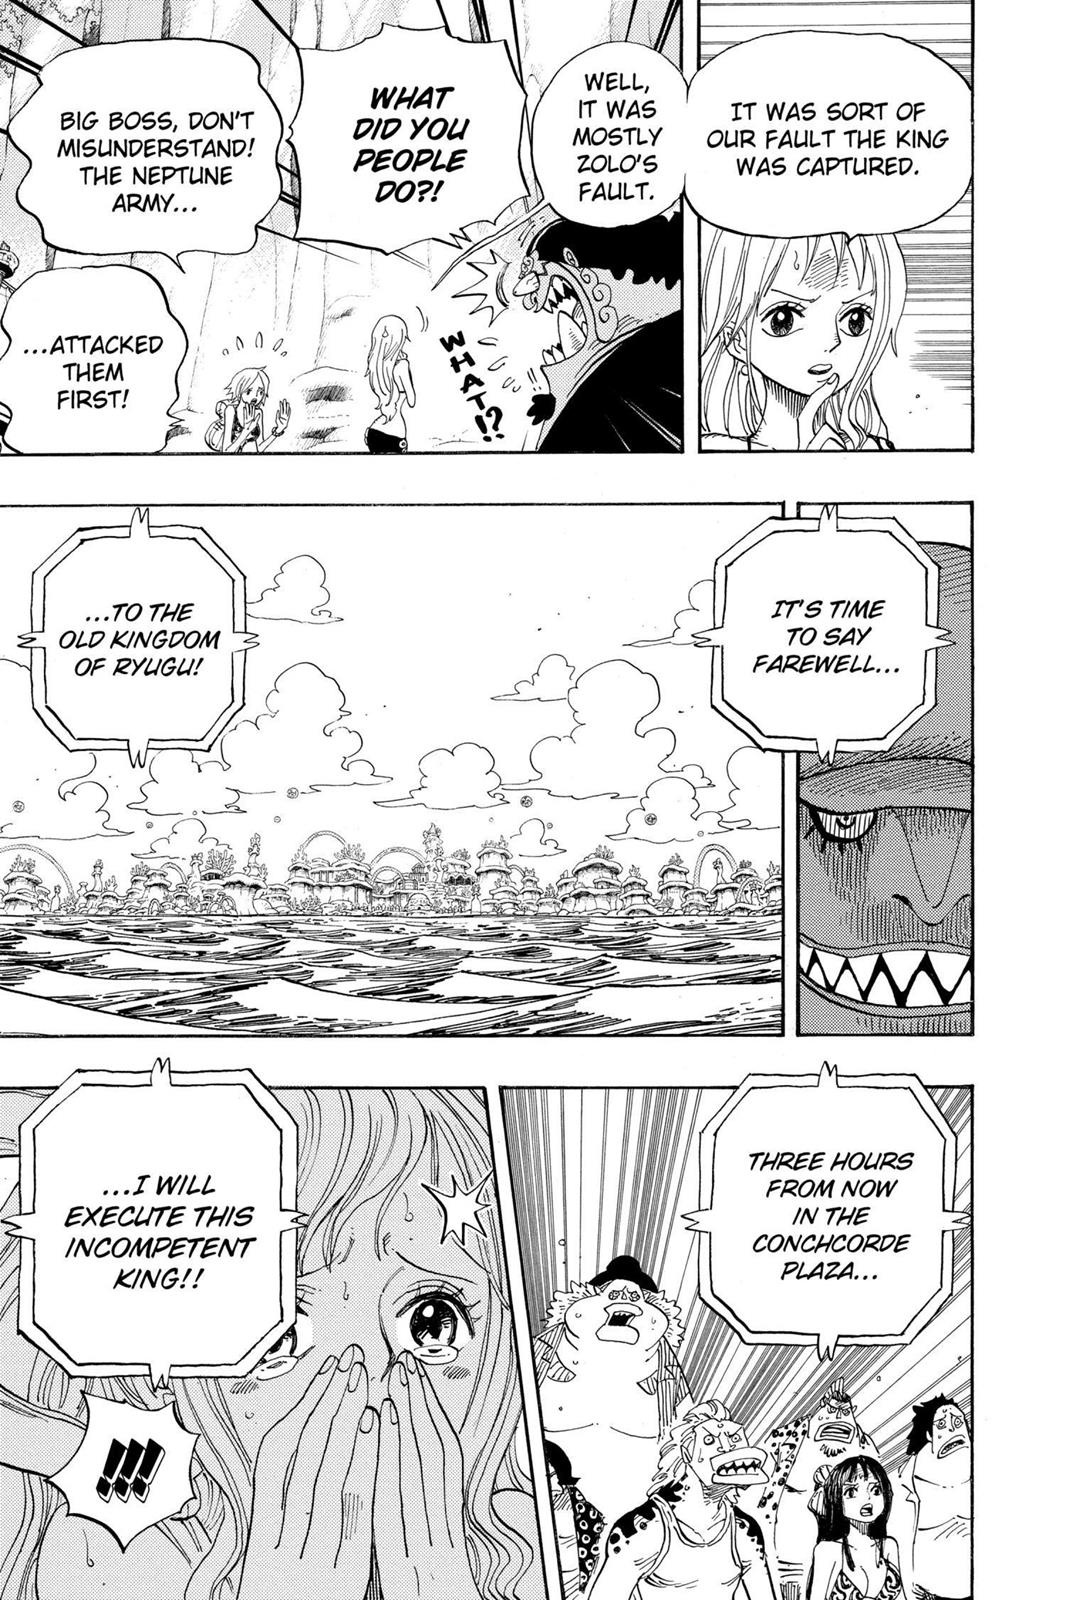 IT WAS SORT OF
OUR FAULT THE KING
WAS CAPTURED.
WELL,
IT WAS
MOSTLY
ZOLO'S
FAULT.
WHAT!?
WHAT
DID YOU
PEOPLE
DO?!
BIG BOSS, DON'T
MISUNDERSTAND!
THE NEPTUNE
ARMY...
...ATTACKED
THEM
FIRST!
IT'S TIME
TO SAY
FAREWELL...
...TO THE
OLD KINGDOM
OF RYUGU!
THREE HOURS
FROM NOW
IN THE
CONCHCORDE
PLAZA...
...I WILL
EXECUTE THIS
INCOMPETENT
KING!!
!!!!